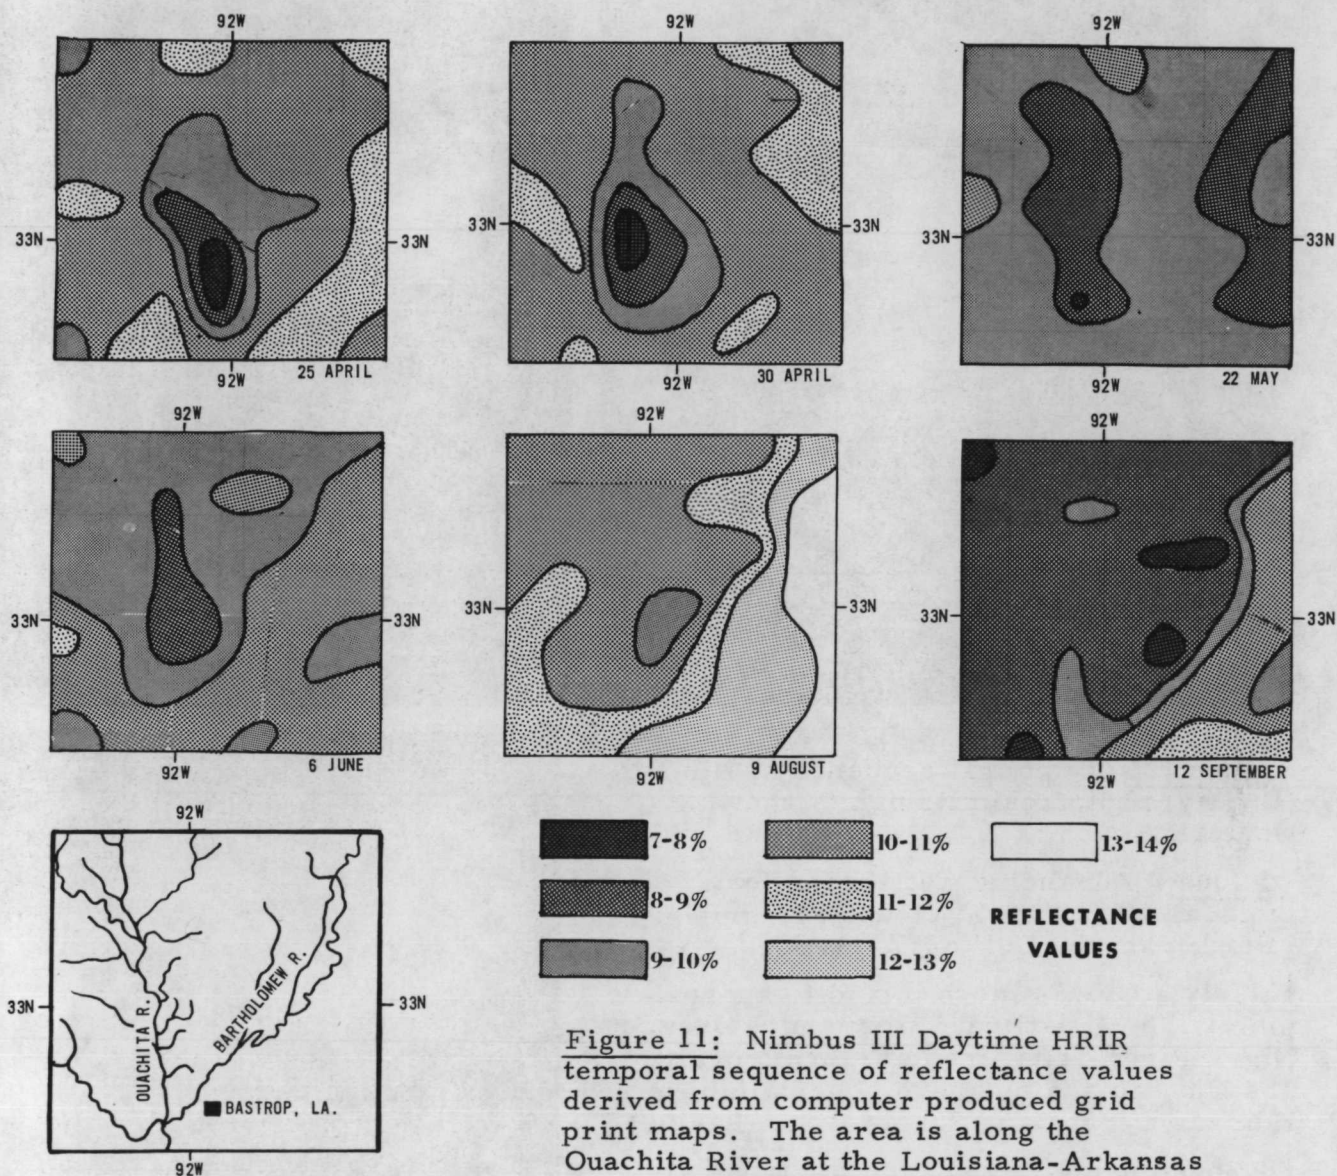 92W
92W
92W
33N
33N
33N
33N
33N
92W
25 APRIL
92W
30 APRIL
92W
22 MAY
92W
92W
92W
33N
33N
33N
33N
33N
92W
6 JUNE
92W
9 AUGUST
92W
12 SEPTEMBER
92W
33N
33N
OUACHITA R.
BARTHOLOMEW R.
BASTROP, LA.
92W
7-8%
10-11%
13-14%
8-9%
11-12%
REFLECTANCE
VALUES
9-10%
12-13%
Figure 11: Nimbus III Daytime HRIR
temporal sequence of reflectance values
derived from computer produced grid
print maps. The area is along the
Ouachita River at the Louisiana-Arkansas